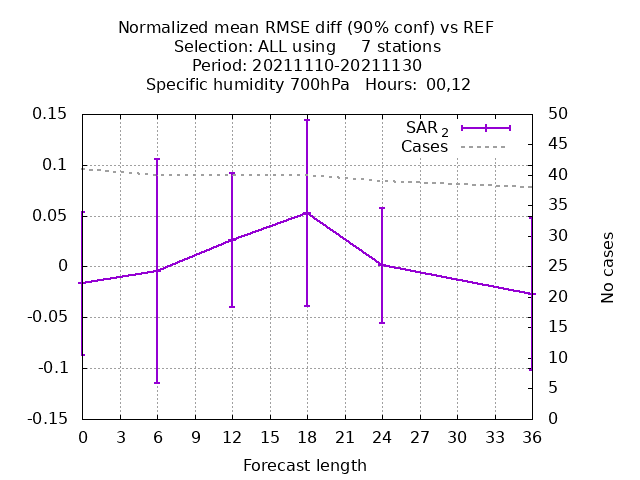 Normalized mean RMSE diff (90% conf) vs REF
Selection: ALL using     7 stations
Period: 20211110-20211130
Specific humidity 700hPa   Hours: 00,12
0.15
0.1
0.05
0
-0.05
-0.1
-0.15
SAR 2
Cases
50
45
40
35
30
25
20
15
10
5
0
No cases
0 3 6 9 12 15 18 21 24 27 30 33 36
Forecast length